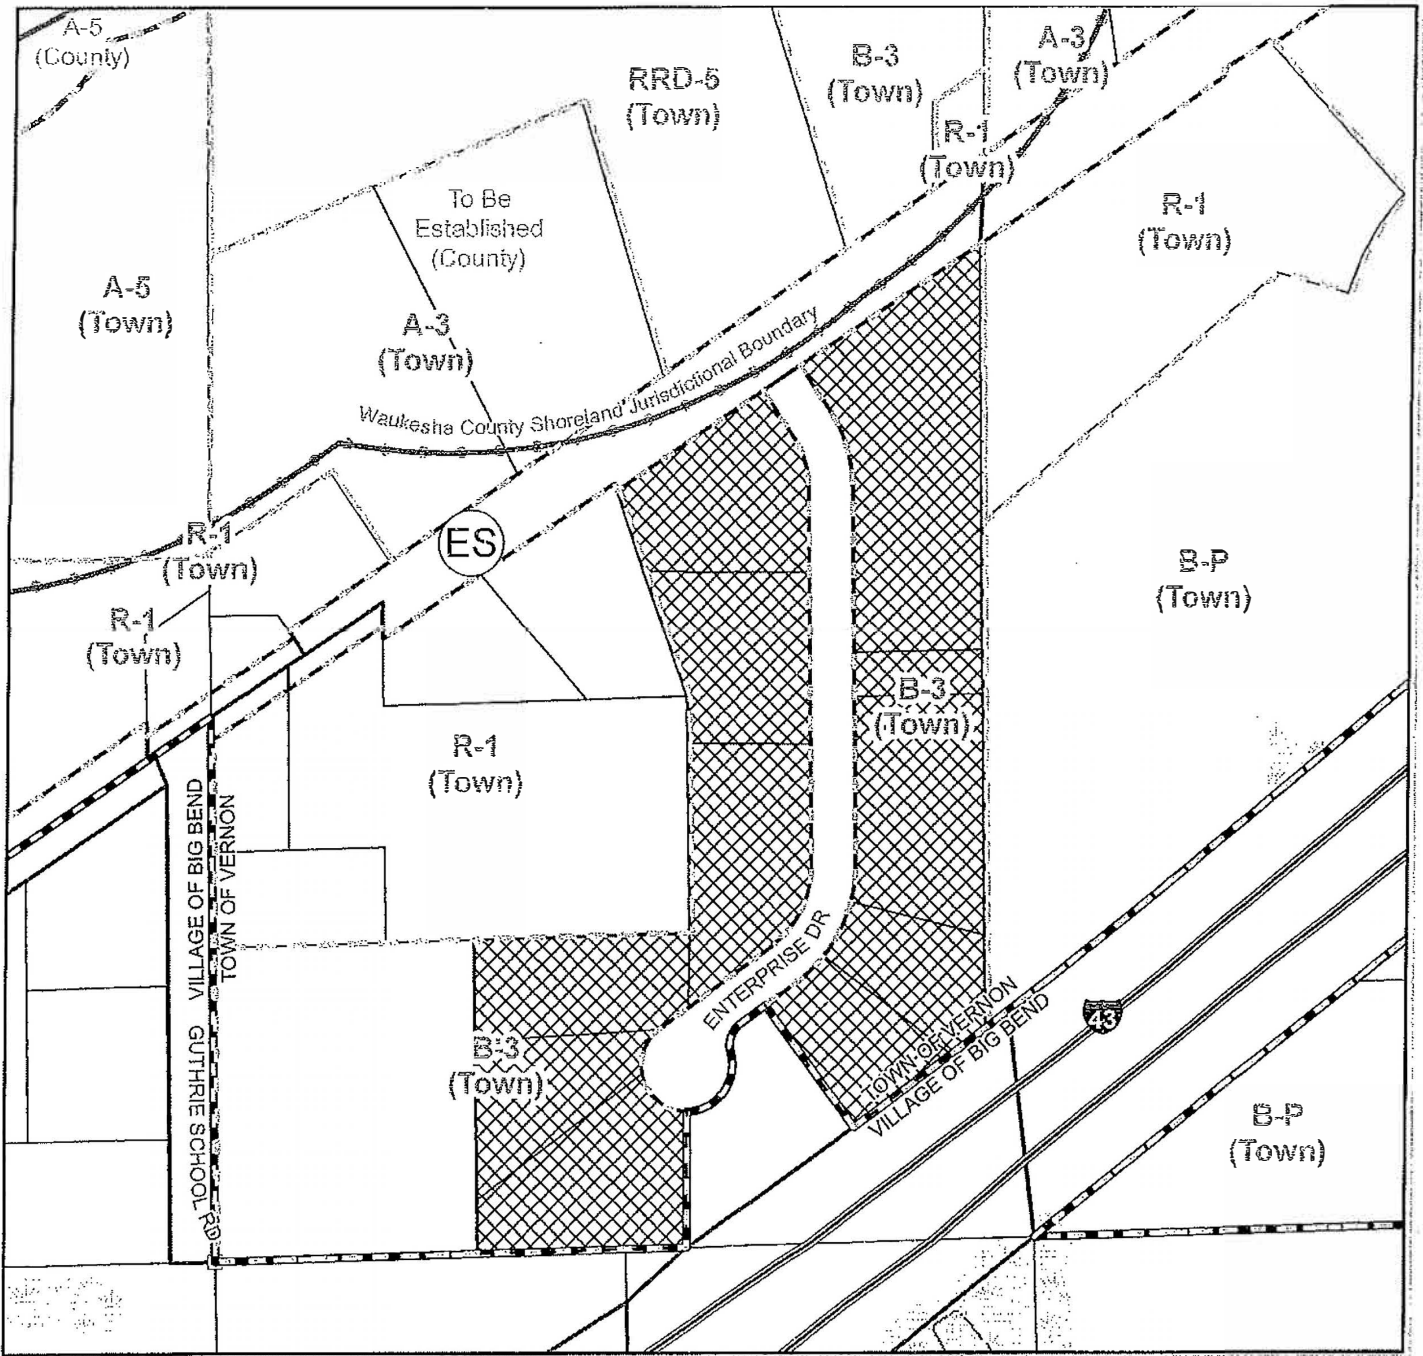 A-5
(County)
RRD-5
(Town)
B-3
(Town)
A-3
(Town)
R-1
(Town)
To Be
Established
(County)
R-1
(Town)
A-5
(Town)
A-3
(Town)
Waukesha County Shoreland Jurisdictional Boundary
R-1
(Town)
ES
B-P
(Town)
R-1
(Town)
B-3
(Town)
R-1
(Town)
VILLAGE OF BIG BEND
TOWN OF VERNON
ENTERPRISE DR
GUTHRIE SCHOOL RD
B-3
(Town)
TOWN OF VERNON
VILLAGE OF BIG BEND
43
B-P
(Town)